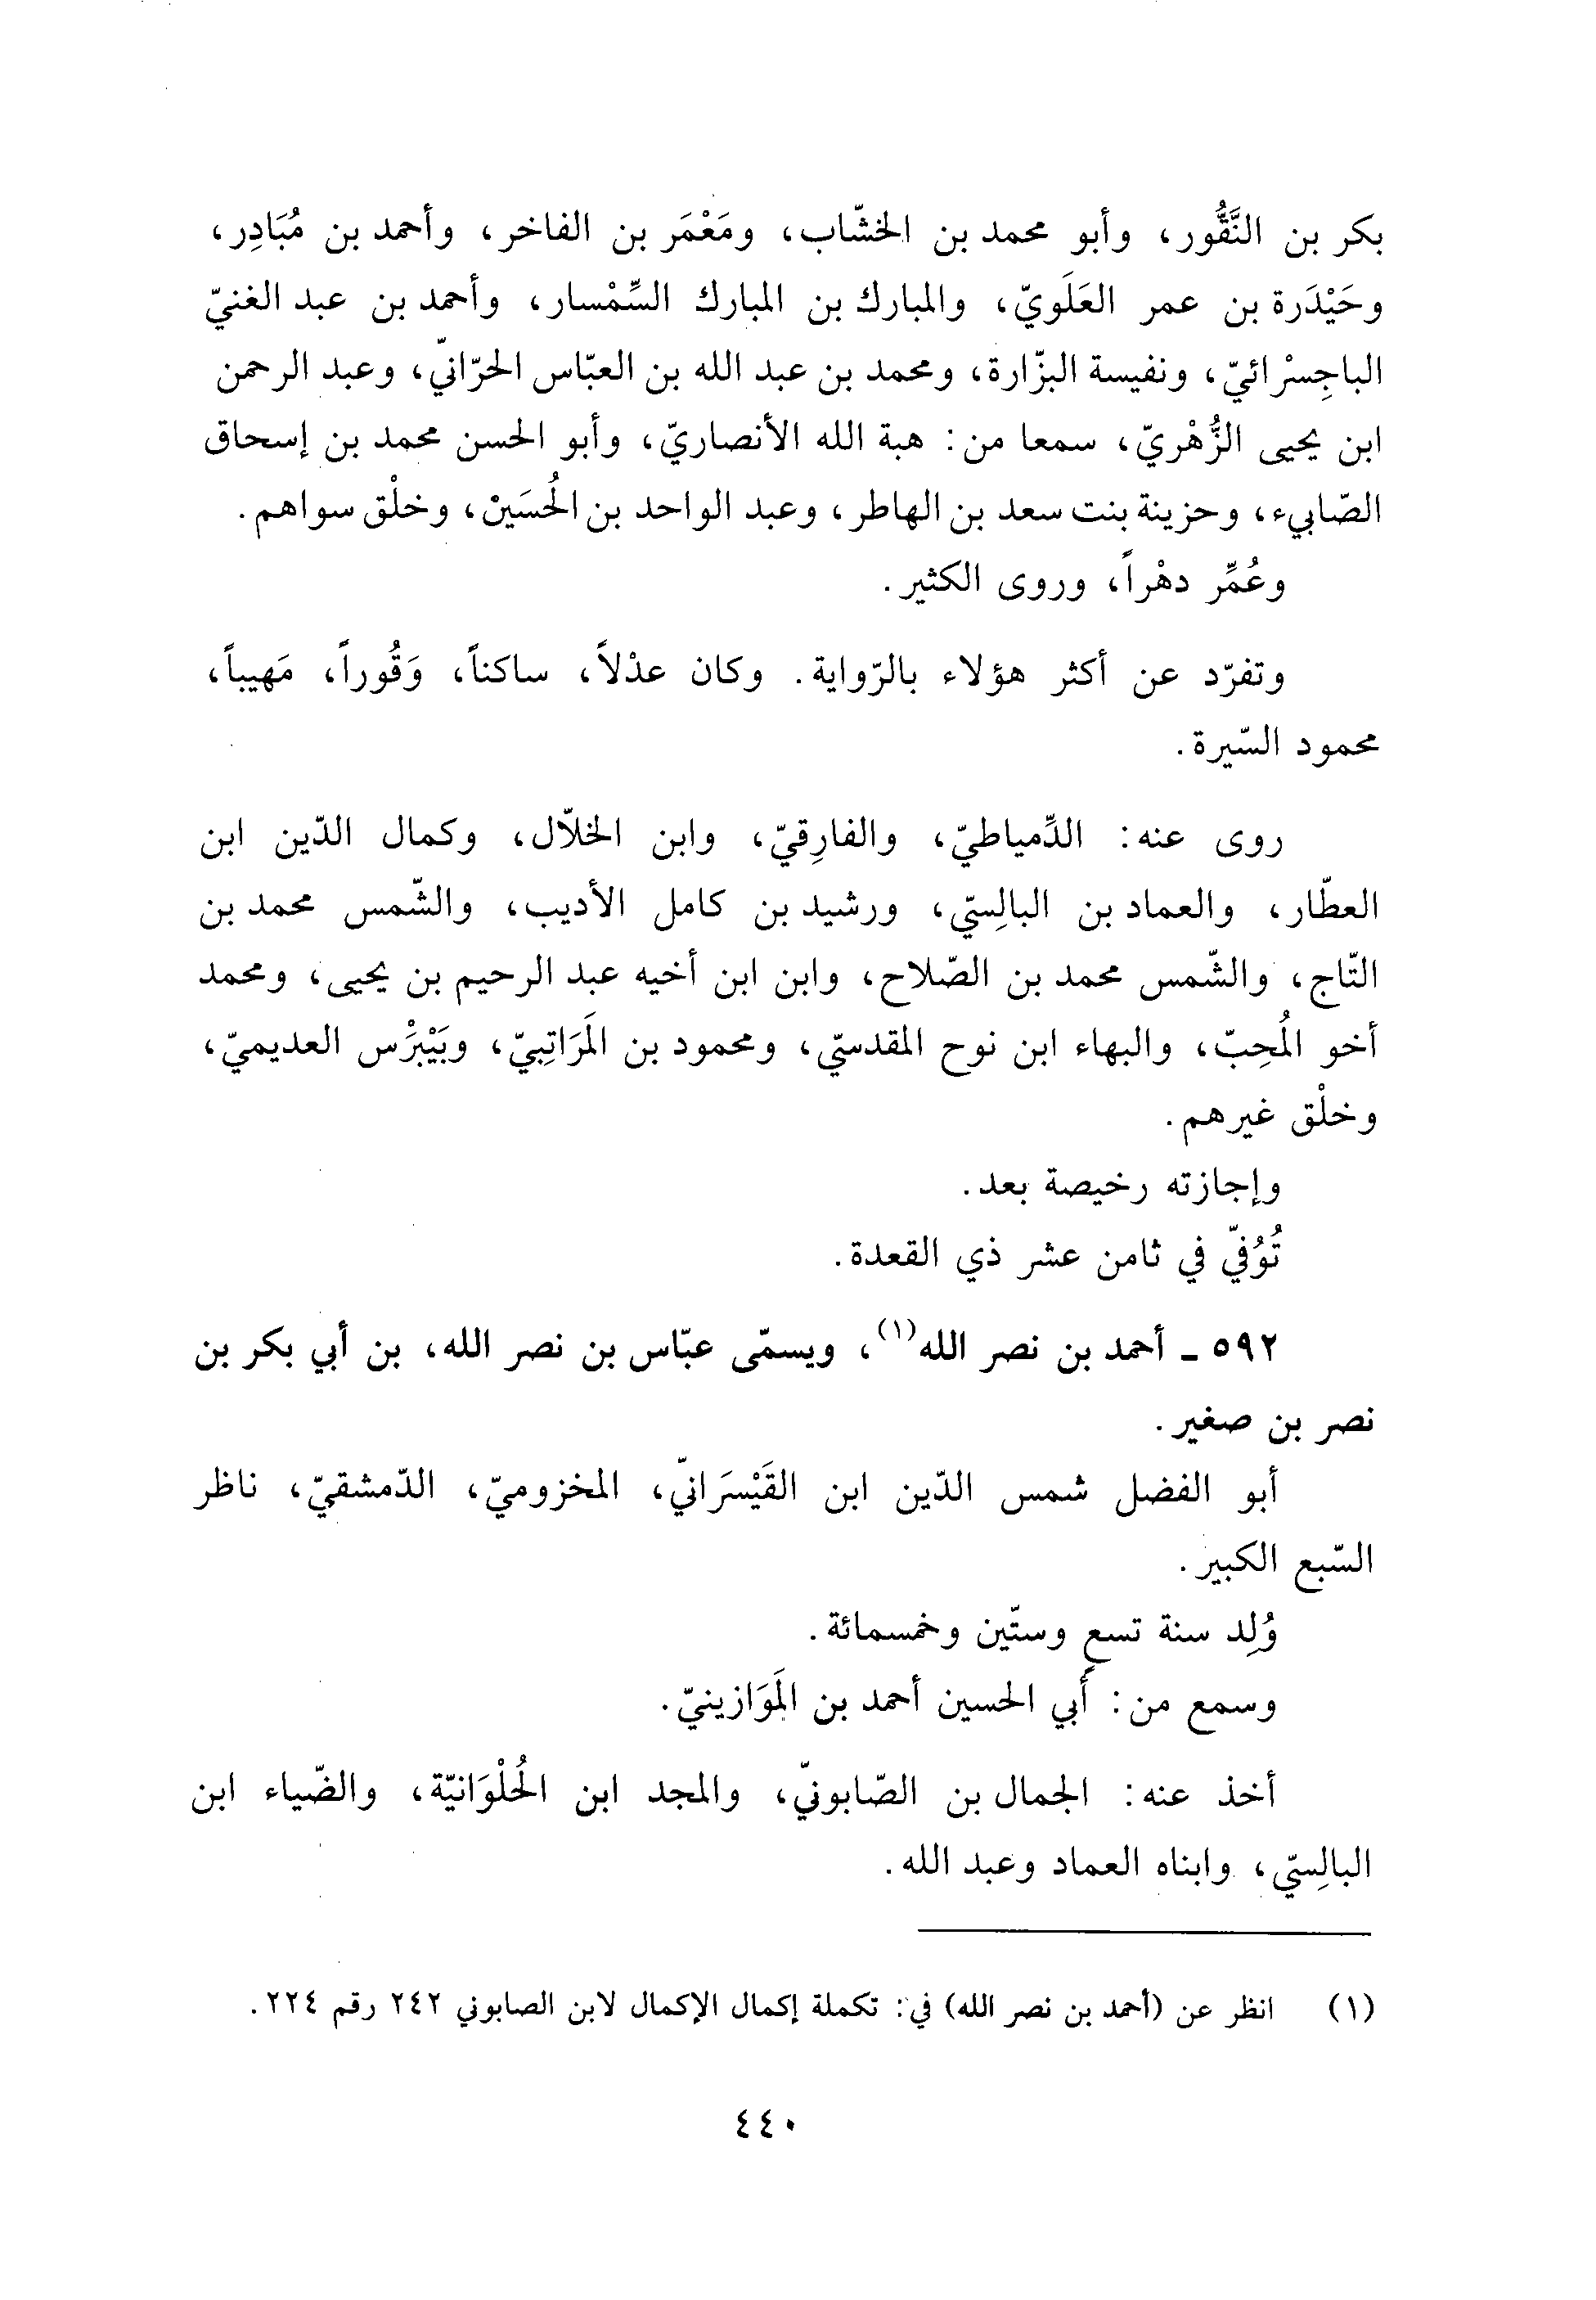 بكر بن النَّقُّور، وأبو محمد بن الخشّاب، ومَعْمَر بن الفاخر، وأحمد بن مُبَادِر،
وحَيْدَرة بن عمر العَلَويّ، والمبارك بن المبارك السِّمْسار، وأحمد بن عبد الغنيّ
الباجِسْرائيّ، ونفيسة البزّارة، ومحمد بن عبد الله بن العبّاس الحرّانيّ، وعبد الرحمن
ابن يحيى الزُّهْريّ، سمعا من: هبة الله الأنصاريّ، وأبو الحسن محمد بن إسحاق
الصّابيء، وحزينة بنت سعد بن الهاطر، وعبد الواحد بن الحُسَيْن، وخلْق سواهم.
وعُمِّر دهْراً، وروى الكثير.
وتفرّد عن أكثر هؤلاء بالرّواية. وكان عدْلاً، ساكناً، وَقُوراً، مَهيباً،
محمود السّيرة.
روى عنه: الدِّمياطيّ، والفارِقيّ، وابن الخلّال، وكمال الدّين ابن
العطّار، والعماد بن البالِسيّ، ورشيد بن كامل الأديب، والشّمس محمد بن
التّاج، والشّمس محمد بن الصّلاح، وابن ابن أخيه عبد الرحيم بن يحيى، ومحمد
أخو المُحِبّ، والبهاء ابن نوح المقدسيّ، ومحمود بن المَرَاتِبيّ، وبَيْبَرْس العديميّ،
وخلْق غيرهم.
وإجازته رخيصة بعد.
تُوُفّي في ثامن عشر ذي القعدة.
٥٩٢ ـ أحمد بن نصر الله(١)، ويسمّى عبّاس بن نصر الله، بن أبي بكر بن
نصر بن صغير.
أبو الفضل شمس الدّين ابن القَيْسَرَانيّ، المخزوميّ، الدّمشقيّ، ناظر
السّبع الكبير.
وُلِد سنة تسعٍ وستّين وخمسمائة.
وسمع من: أبي الحسين أحمد بن المَوَازينيّ.
أخذ عنه: الجمال بن الصّابونيّ، والمجد ابن الحُلْوَانيّة، والضّياء ابن
البالِسيّ، وابناه العماد وعبد الله.
(١) انظر عن (أحمد بن نصر الله) في: تكملة إكمال الإكمال لابن الصابوني ٢٤٢ رقم ٢٢٤.
٤٤٠